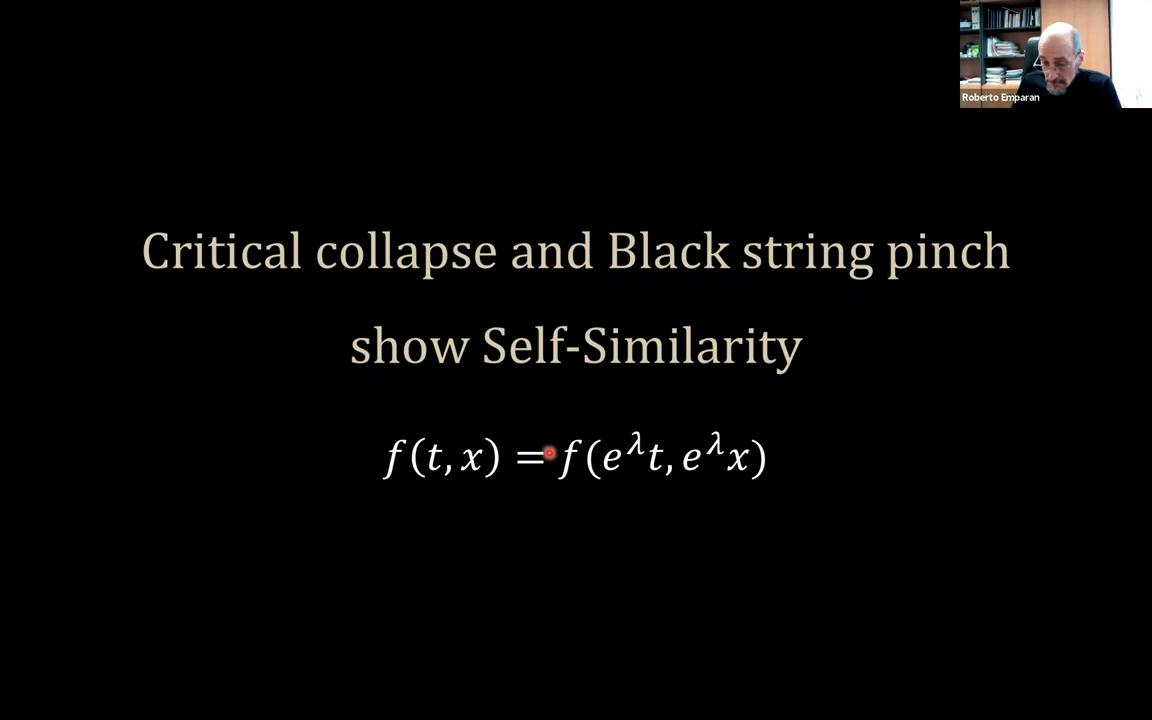 Roberto Emparan
Critical collapse and Black string pinch
show Self-Similarity
f(t, x) = f(e^λ t, e^λ x)